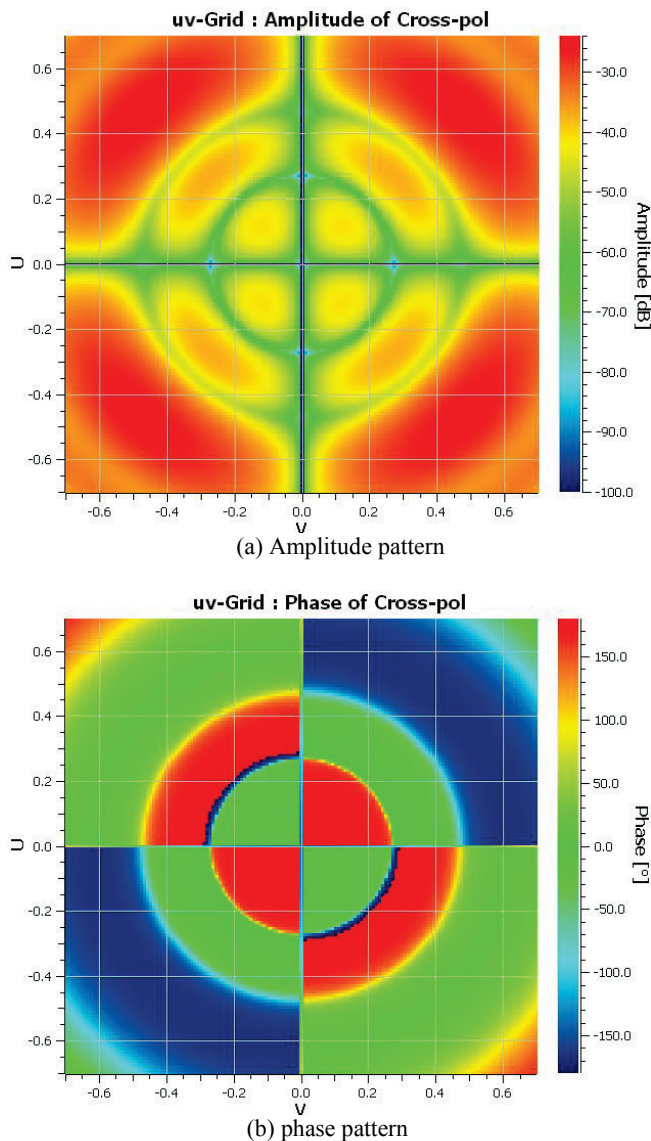 uv-Grid : Amplitude of Cross-pol
0.6
0.4
0.2
0.0
-0.2
-0.4
-0.6
U
-0.6 -0.4 -0.2 0.0 0.2 0.4 0.6
V
-30.0
-40.0
-50.0
-60.0
-70.0
-80.0
-90.0
-100.0
Amplitude [dB]
(a) Amplitude pattern
uv-Grid : Phase of Cross-pol
0.6
0.4
0.2
0.0
-0.2
-0.4
-0.6
U
-0.6 -0.4 -0.2 0.0 0.2 0.4 0.6
V
150.0
100.0
50.0
0.0
-50.0
-100.0
-150.0
Phase [°]
(b) phase pattern